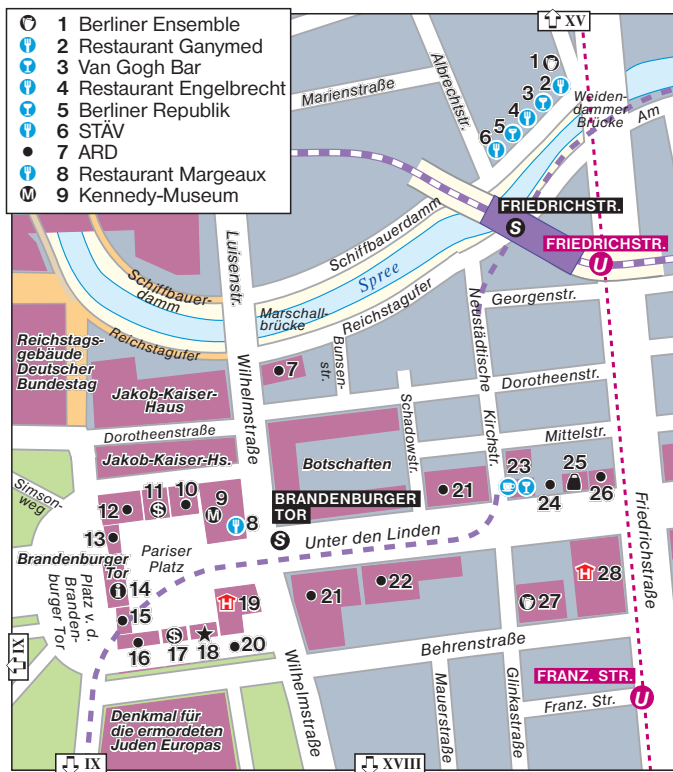 1 Berliner Ensemble
2 Restaurant Ganymed
3 Van Gogh Bar
4 Restaurant Engelbrecht
5 Berliner Republik
6 STÄV
7 ARD
8 Restaurant Margeaux
M 9 Kennedy-Museum
XV
1
2
3
4
5
6
Albrechtstr.
Marienstraße
Weiden-
dammer
Brücke
Am
FRIEDRICHSTR.
S
FRIEDRICHSTR.
U
Luisenstr.
Schiffbauerdamm
Schiffbauer-
damm
Spree
Reichstagufer
Reichstagufer
Marschall-
brücke
Neustädtische
Kirchstr.
Georgenstr.
Bunsen-
str.
Reichstags-
gebäude
Deutscher
Bundestag
Jakob-Kaiser-
Haus
Wilhelmstraße
7
Dorotheenstr.
Dorotheenstraße
Schadowstr.
Mittelstr.
Jakob-Kaiser-Hs.
Botschaften
Simson-
weg
23
25
24
26
21
12
11
10
9
M
8
BRANDENBURGER
TOR
S
13
Unter den Linden
Friedrichstraße
Pariser
Platz
Brandenburger
Tor
14
Platz v. d.
Branden-
burger Tor
15
19
21
22
27
28
16
17
18
20
IX
Behrenstraße
Wilhelmstraße
Mauerstraße
Glinkastraße
FRANZ. STR.
U
Franz. Str.
Denkmal für
die ermordeten
Juden Europas
IX
XVIII